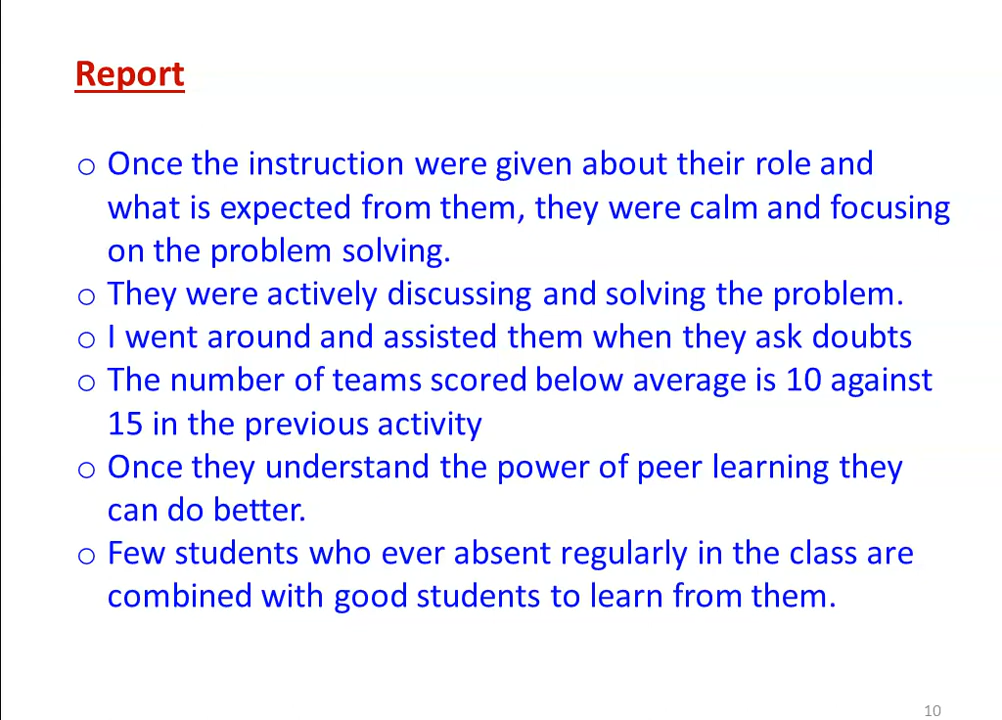 Report
○ Once the instruction were given about their role and
what is expected from them, they were calm and focusing
on the problem solving.
○ They were actively discussing and solving the problem.
○ I went around and assisted them when they ask doubts
○ The number of teams scored below average is 10 against
15 in the previous activity
○ Once they understand the power of peer learning they
can do better.
○ Few students who ever absent regularly in the class are
combined with good students to learn from them.
10